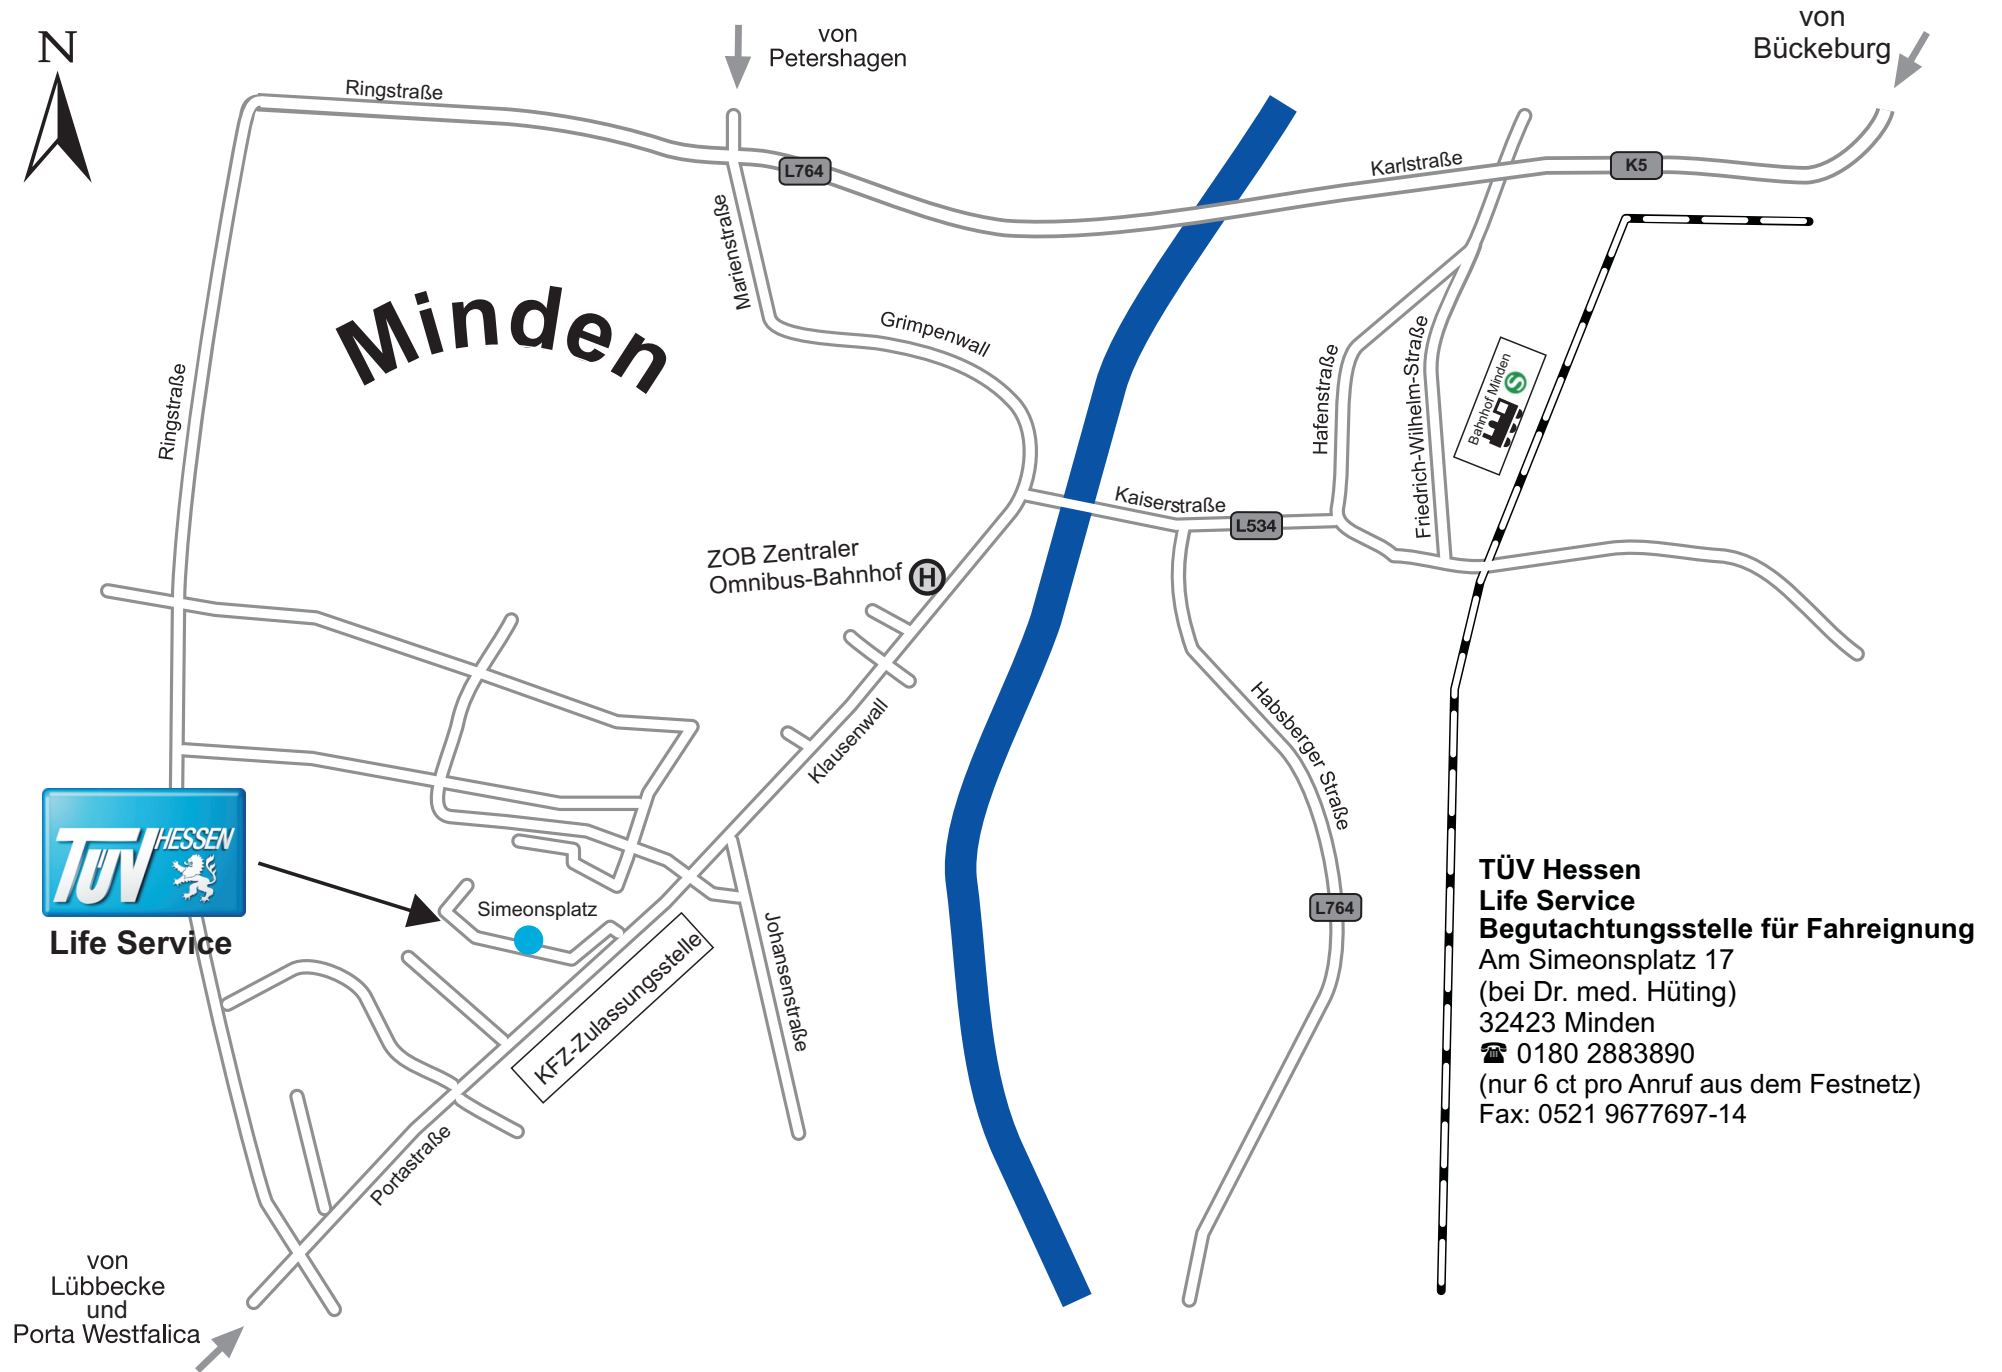 N
von
Petershagen
von
Bückeburg
Ringstraße
L764
Karlstraße
K5
Marienstraße
Minden
Grimpenwall
Ringstraße
Hafenstraße
Friedrich-Wilhelm-Straße
Bahnhof Minden
S
Kaiserstraße
L534
ZOB Zentraler
Omnibus-Bahnhof
H
Klausenwall
Habsberger Straße
TÜV HESSEN
Life Service
Simeonsplatz
KFZ-Zulassungsstelle
Johansenstraße
L764
Portastraße
TÜV Hessen
Life Service
Begutachtungsstelle für Fahreignung
Am Simeonsplatz 17
(bei Dr. med. Hüting)
32423 Minden
☎ 0180 2883890
(nur 6 ct pro Anruf aus dem Festnetz)
Fax: 0521 9677697-14
von
Lübbecke
und
Porta Westfalica